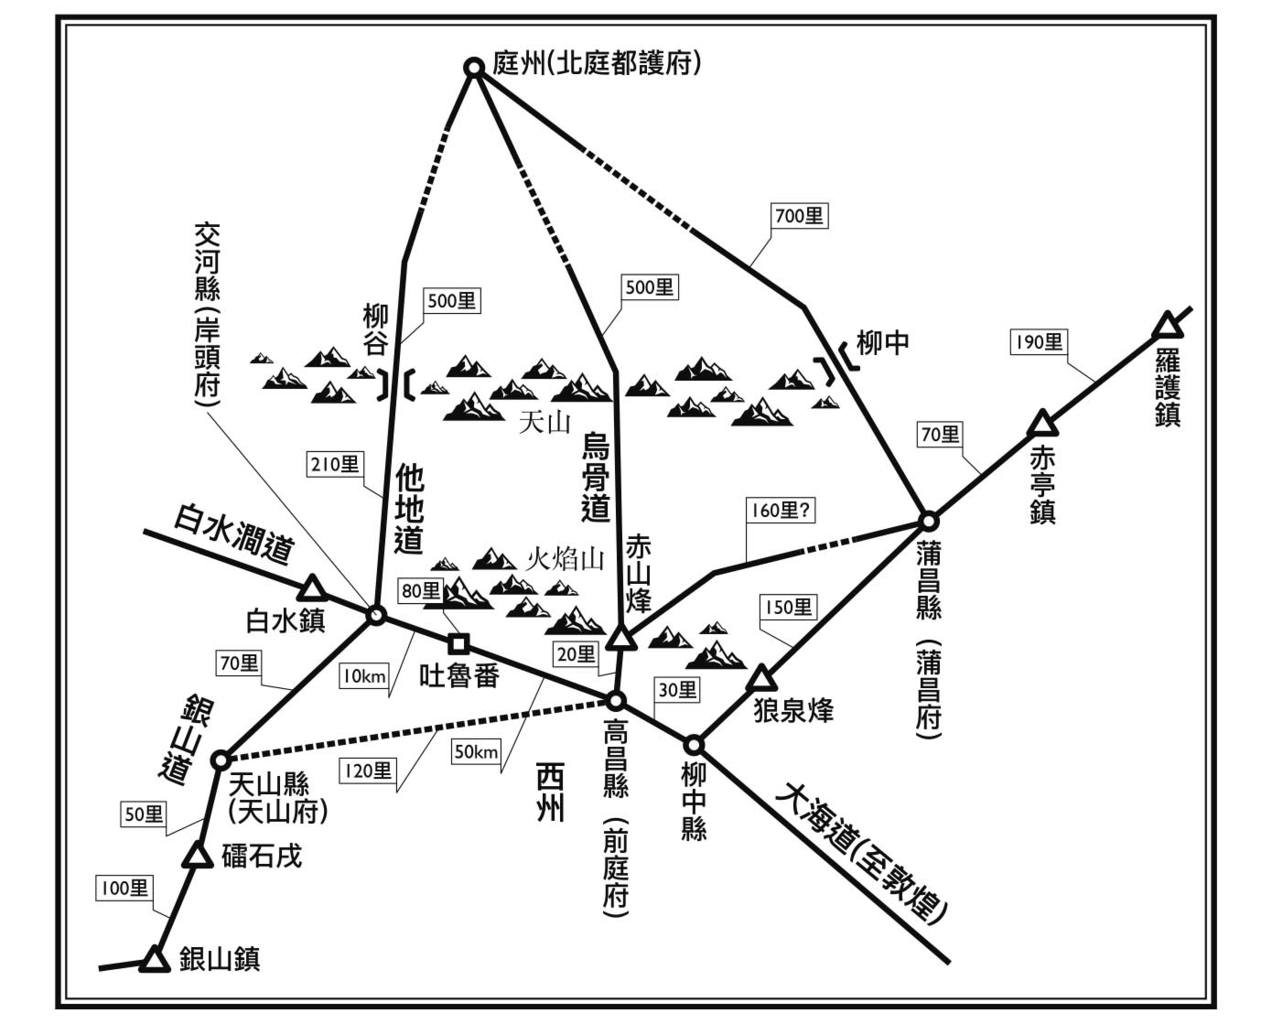 庭州(北庭都護府)
700里
交河縣(岸頭府)
500里
500里
柳谷
柳中
190里
羅護鎮
天山
70里
烏骨道
赤亭鎮
210里
他地道
160里?
白水澗道
赤山烽
火焰山
蒲昌縣(蒲昌府)
80里
150里
白水鎮
20里
70里
10km
吐魯番
30里
狼泉烽
銀山道
50km
高昌縣(前庭府)
120里
西州
柳中縣
天山縣
(天山府)
大海道(至敦煌)
50里
礌石戍
100里
銀山鎮